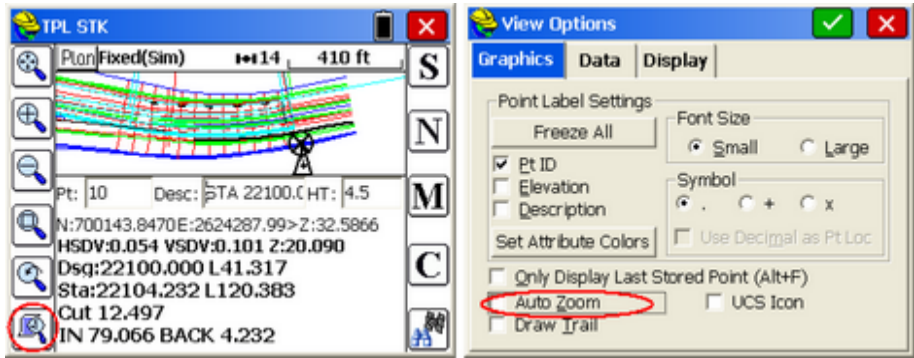 TPL STK
Plan Fixed(Sim) 14 410 ft
S
N
M
C
Pt: 10 Desc: STA 22100.( HT: 4.5
N:700143.8470E:2624287.99>Z:32.5866
HSDV:0.054 VSDV:0.101 Z:20.090
Dsg:22100.000 L41.317
Sta:22104.232 L120.383
Cut 12.497
IN 79.066 BACK 4.232
View Options
Graphics Data Display
Point Label Settings
Freeze All
Font Size
Small Large
Pt ID
Elevation
Description
Symbol
. + x
Set Attribute Colors
Use Decimal as Pt Loc
Only Display Last Stored Point (Alt+F)
Auto Zoom UCS Icon
Draw Trail